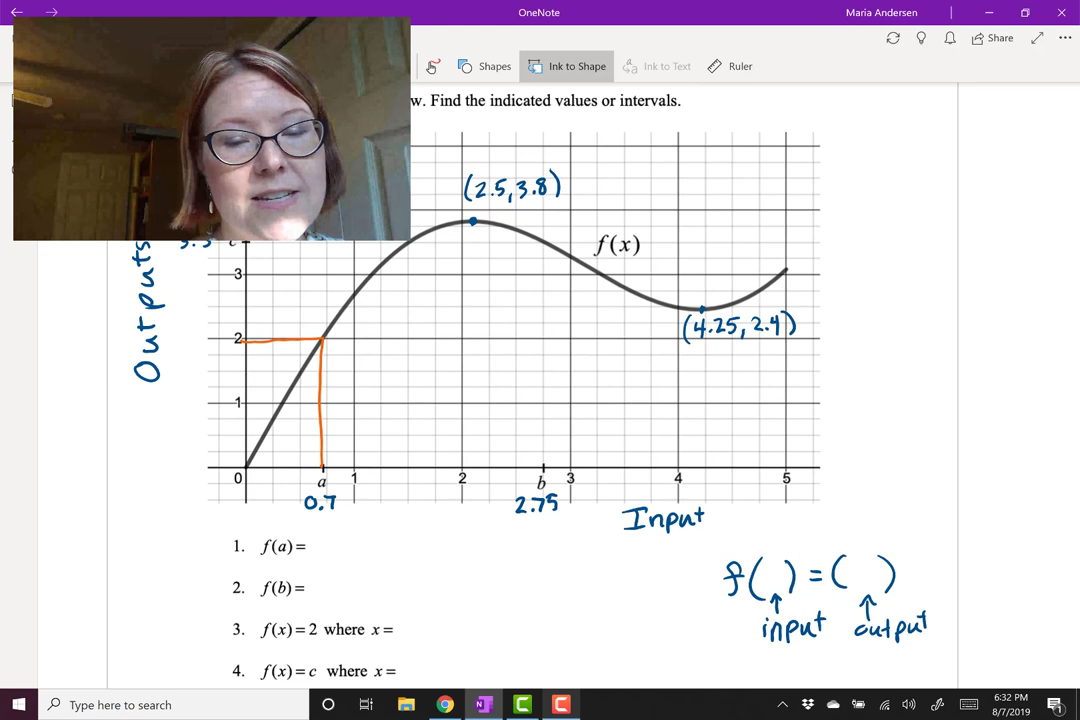 OneNote
Maria Andersen
Share
Shapes
Ink to Shape
Ink to Text
Ruler
w. Find the indicated values or intervals.
(2.5, 3.8)
f(x)
3.5 c
3
Outputs
(4.25, 2.4)
2
1
0 a 1 2 b 3 4 5
0.7 2.75
Input
1. f(a) =
f( ) = ( )
2. f(b) =
↑ ↑
3. f(x) = 2 where x =
input output
4. f(x) = c where x =
Type here to search
6:32 PM
8/7/2019
1